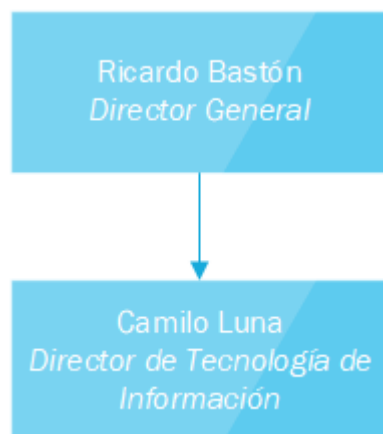 Ricardo Bastón
Director General
Camilo Luna
Director de Tecnología de
Información